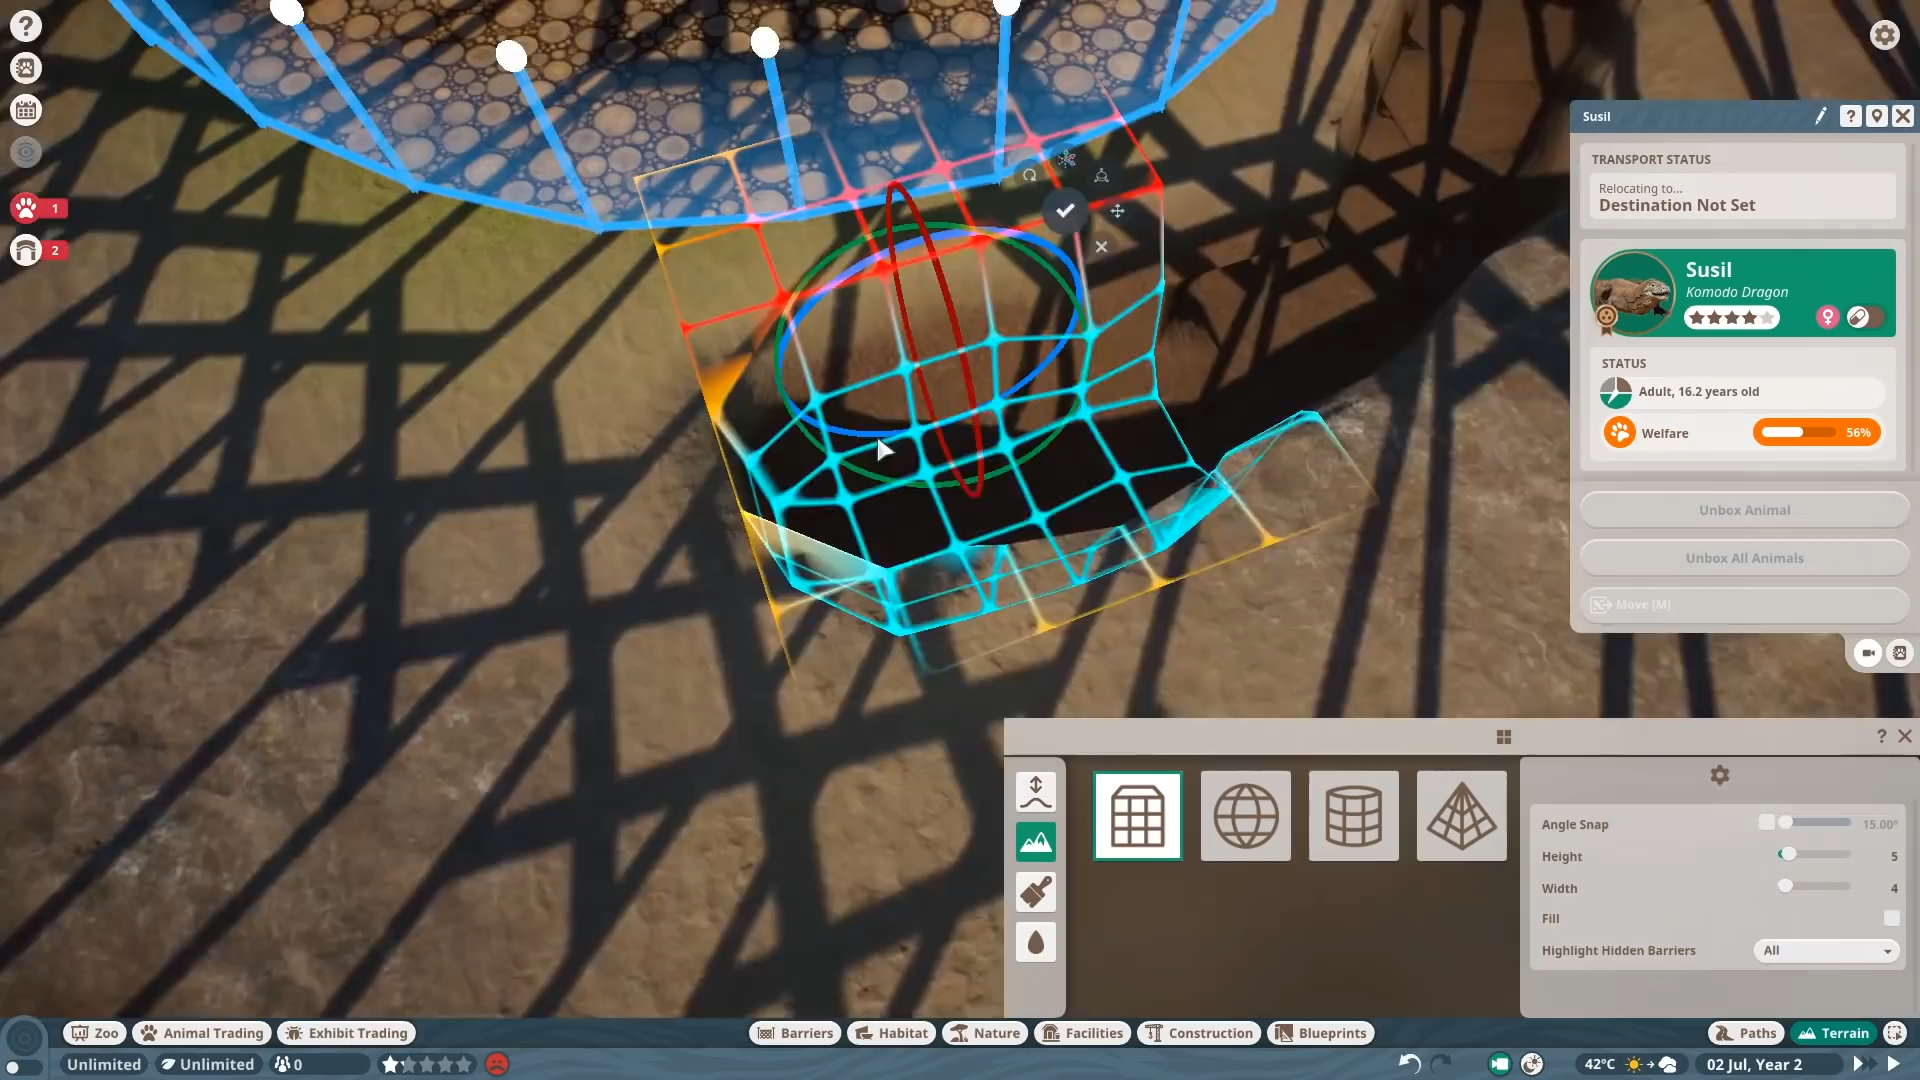 ?
1
2
Susil
?
TRANSPORT STATUS
Relocating to...
Destination Not Set
Susil
Komodo Dragon
STATUS
Adult, 16.2 years old
Welfare
56%
Unbox Animal
Unbox All Animals
Move [M]
?
Angle Snap
15.00°
Height
5
Width
4
Fill
Highlight Hidden Barriers
All
Zoo
Animal Trading
Exhibit Trading
Barriers
Habitat
Nature
Facilities
Construction
Blueprints
Paths
Terrain
Unlimited
Unlimited
0
42°C
02 Jul, Year 2